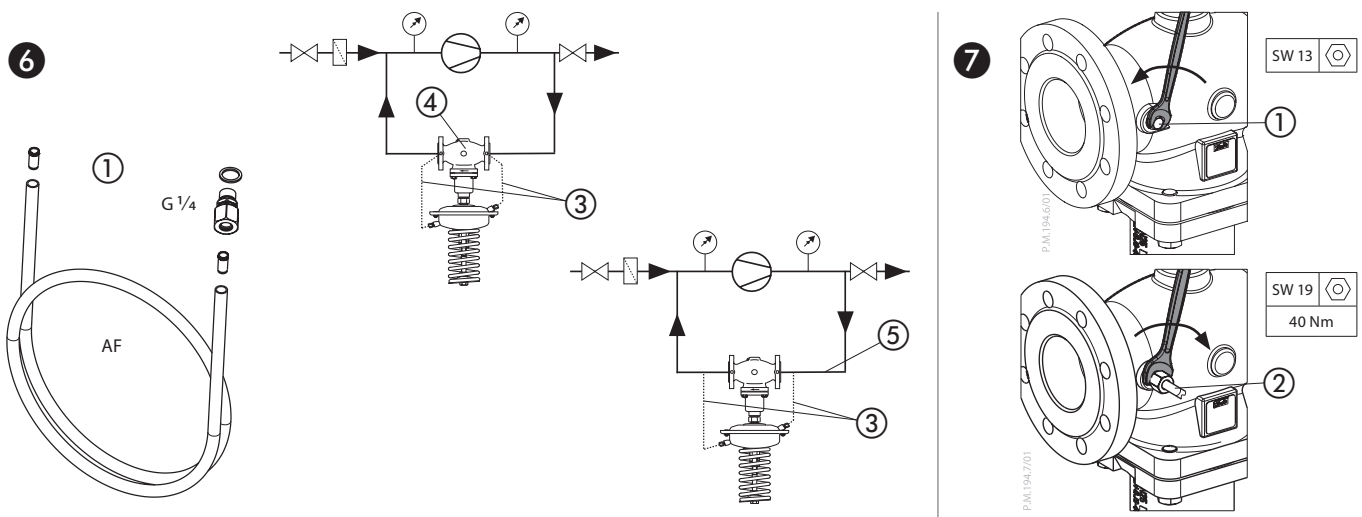 6
①
G ¼
AF
④
③
⑤
③
7
SW 13
①
P.M.194.6/01
SW 19
40 Nm
②
P.M.194.7/01